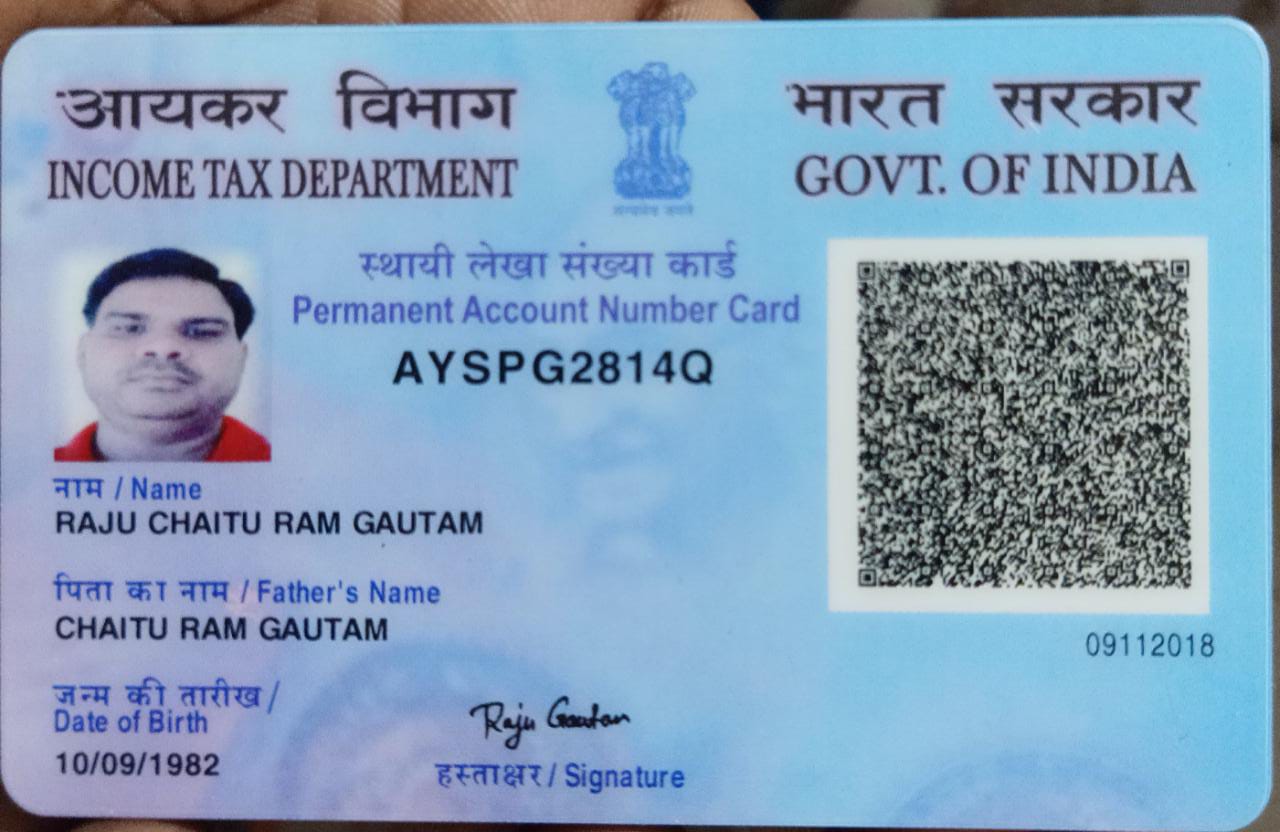 आयकर विभाग
INCOME TAX DEPARTMENT
भारत सरकार
GOVT. OF INDIA
सत्यमेव जयते
स्थायी लेखा संख्या कार्ड
Permanent Account Number Card
AYSPG2814Q
नाम / Name
RAJU CHAITU RAM GAUTAM
पिता का नाम / Father's Name
CHAITU RAM GAUTAM
09112018
जन्म की तारीख /
Date of Birth
10/09/1982
Raju Gautam
हस्ताक्षर / Signature